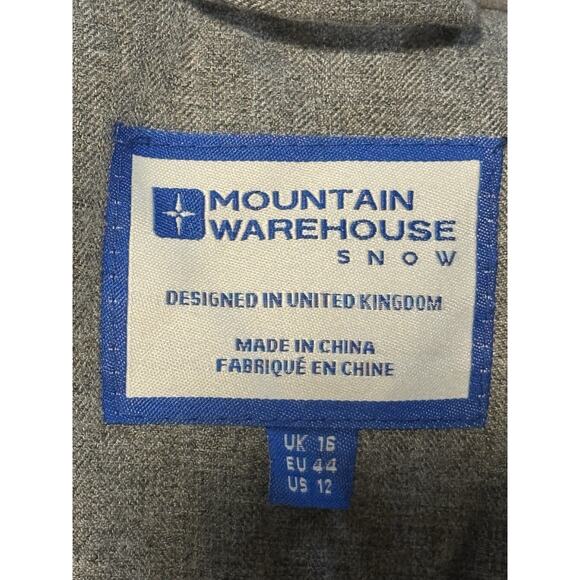 MOUNTAIN
WAREHOUSE
SNOW
DESIGNED IN UNITED KINGDOM
MADE IN CHINA
FABRIQUÉ EN CHINE
UK 16
EU 44
US 12